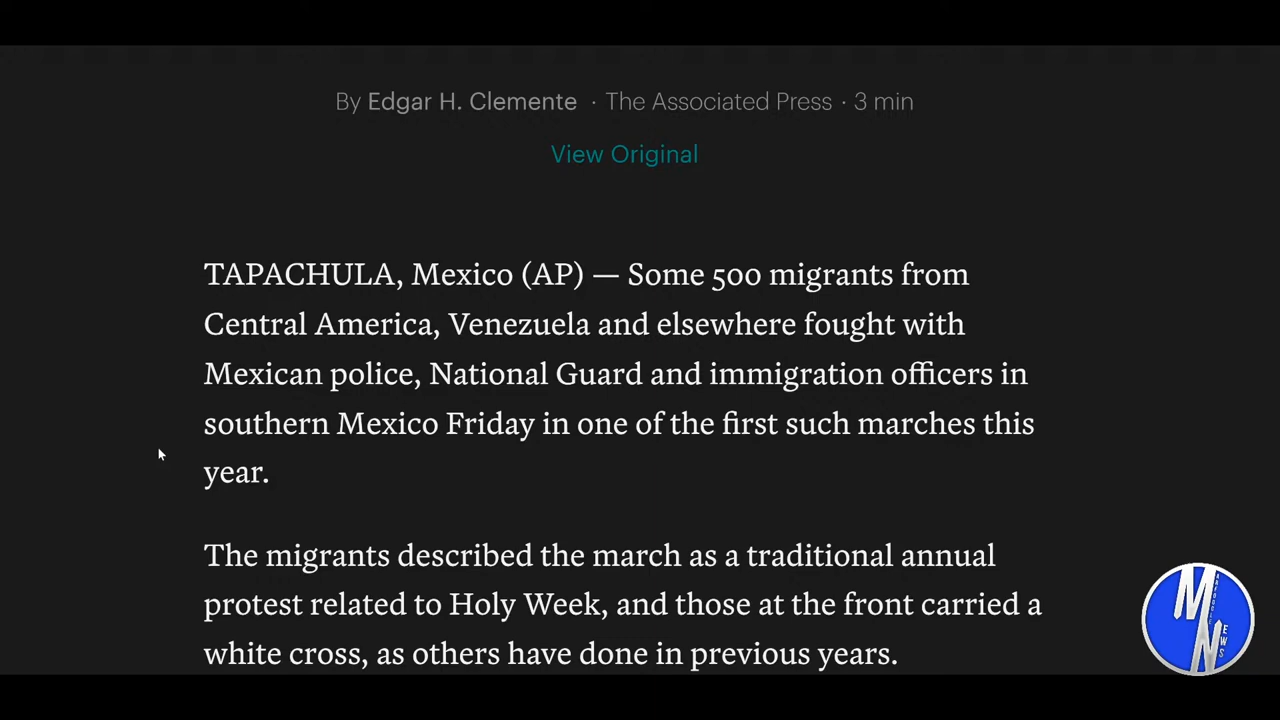 By Edgar H. Clemente · The Associated Press · 3 min
View Original
TAPACHULA, Mexico (AP) — Some 500 migrants from
Central America, Venezuela and elsewhere fought with
Mexican police, National Guard and immigration officers in
southern Mexico Friday in one of the first such marches this
year.
The migrants described the march as a traditional annual
protest related to Holy Week, and those at the front carried a
white cross, as others have done in previous years.